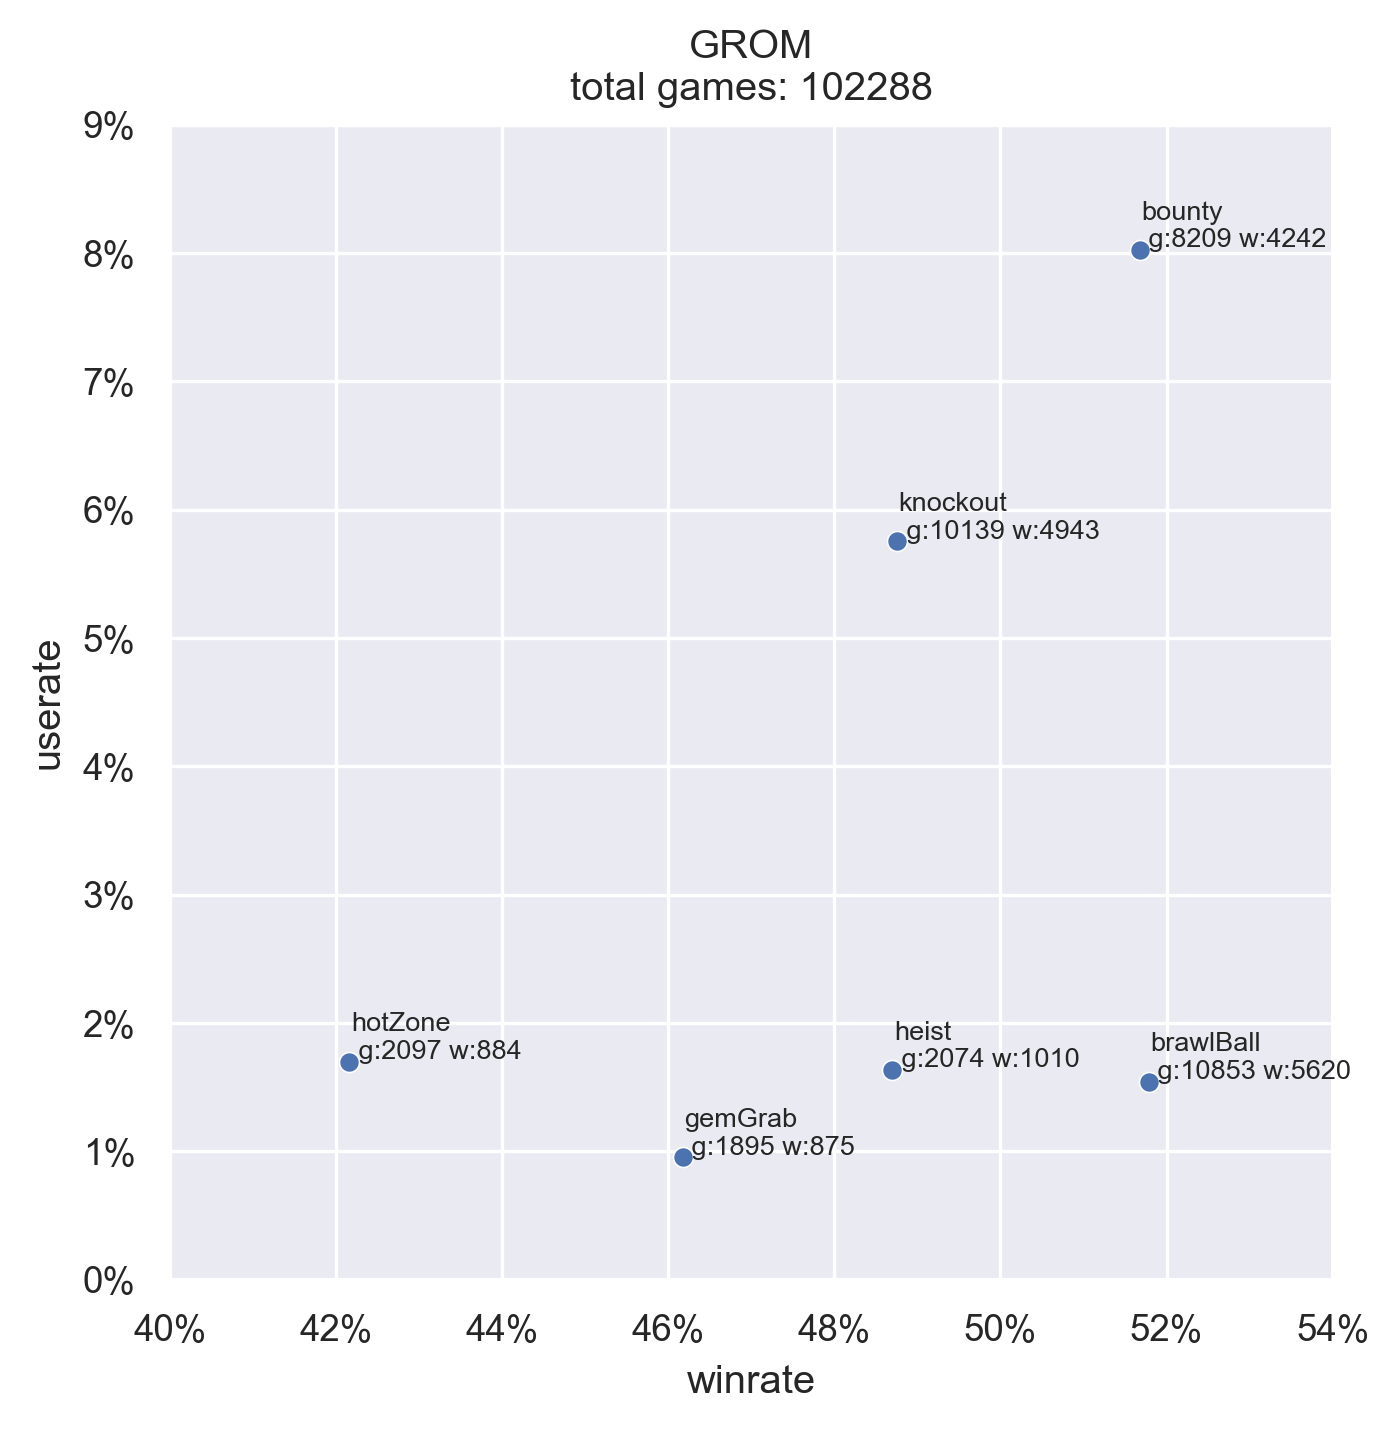 GROM
total games: 102288
9%
8%
7%
6%
5%
4%
3%
2%
1%
0%
userate
bounty
g:8209 w:4242
knockout
g:10139 w:4943
hotZone
g:2097 w:884
heist
g:2074 w:1010
brawlBall
g:10853 w:5620
gemGrab
g:1895 w:875
40% 42% 44% 46% 48% 50% 52% 54%
winrate